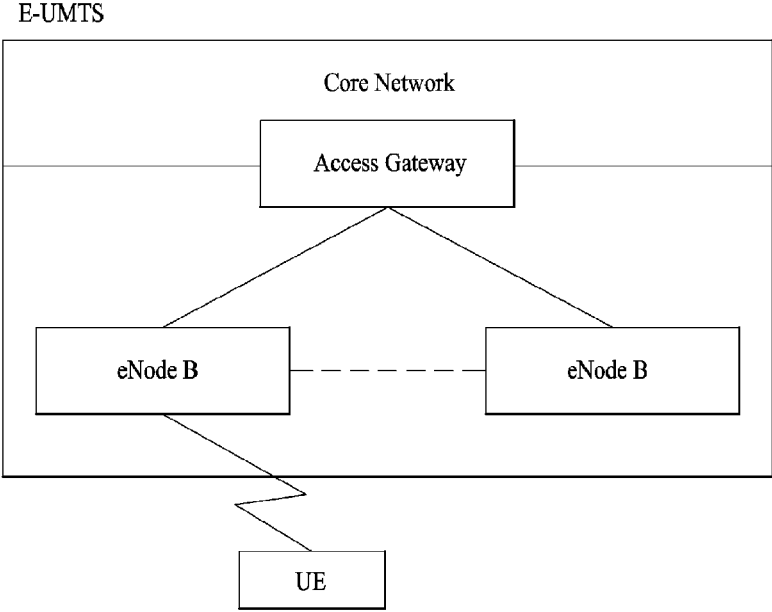 E-UMTS
Core Network
Access Gateway
eNode B
eNode B
UE